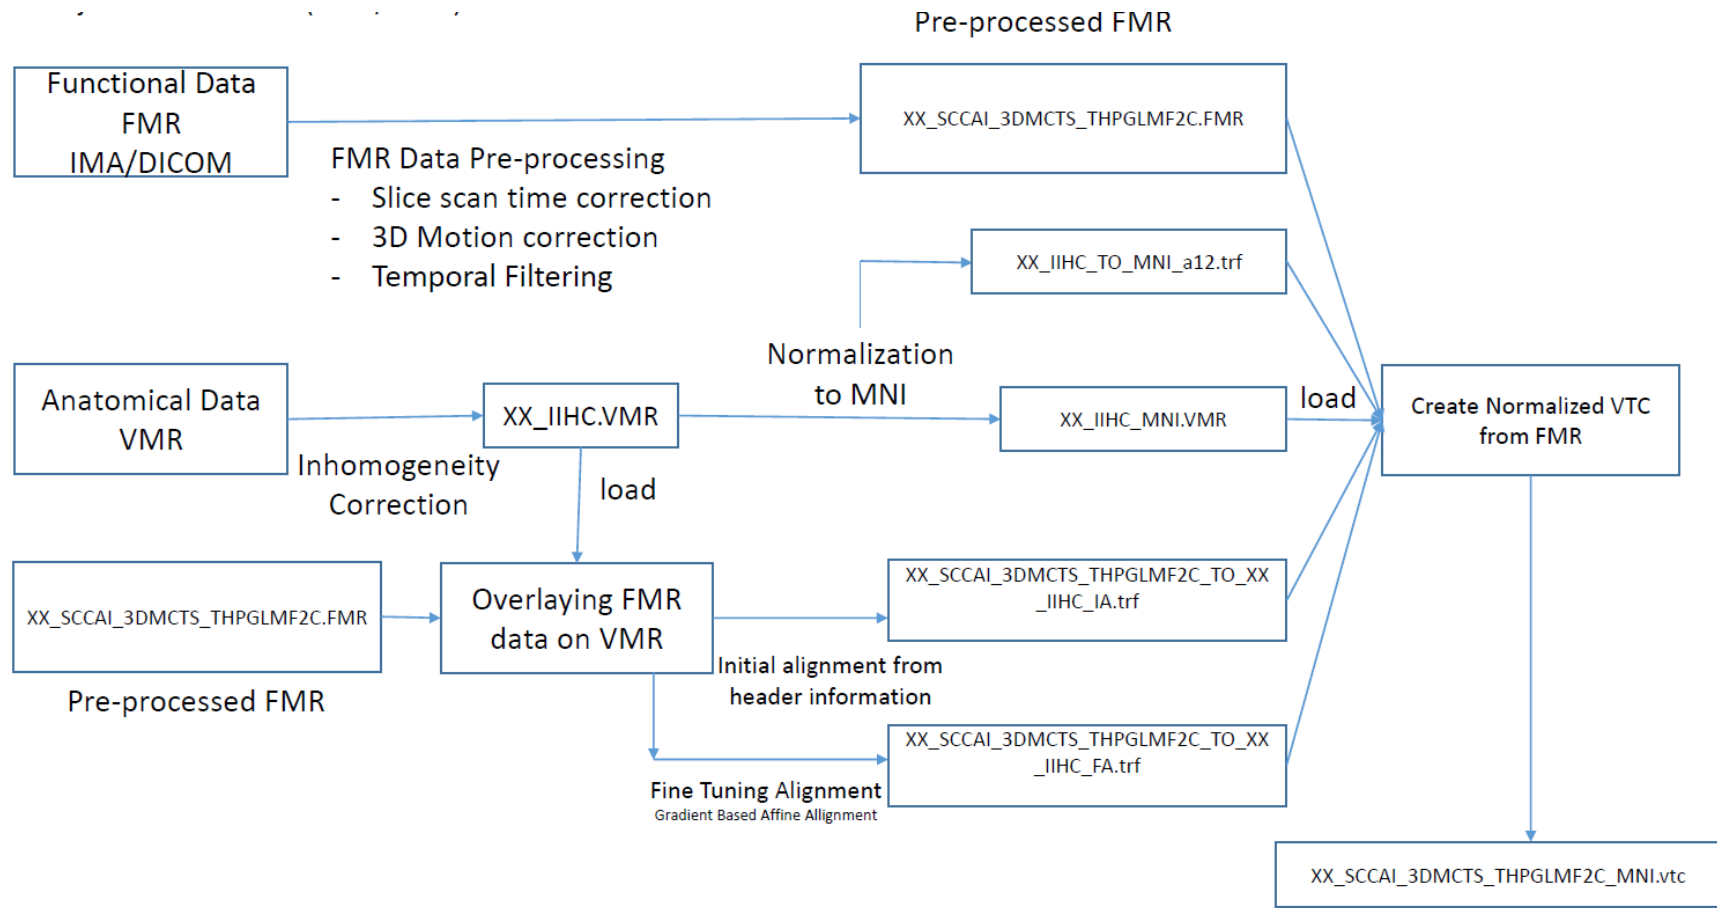 Pre-processed FMR
Functional Data
FMR
IMA/DICOM
XX_SCCAI_3DMCTS_THPGLMF2C.FMR
FMR Data Pre-processing
- Slice scan time correction
- 3D Motion correction
- Temporal Filtering
XX_IIHC_TO_MNI_a12.trf
Normalization
to MNI
Anatomical Data
VMR
XX_IIHC.VMR
XX_IIHC_MNI.VMR
load
Create Normalized VTC
from FMR
Inhomogeneity
Correction
load
XX_SCCAI_3DMCTS_THPGLMF2C.FMR
Pre-processed FMR
Overlaying FMR
data on VMR
XX_SCCAI_3DMCTS_THPGLMF2C_TO_XX
_IIHC_IA.trf
Initial alignment from
header information
XX_SCCAI_3DMCTS_THPGLMF2C_TO_XX
_IIHC_FA.trf
Fine Tuning Alignment
Gradient Based Affine Allignment
XX_SCCAI_3DMCTS_THPGLMF2C_MNI.vtc